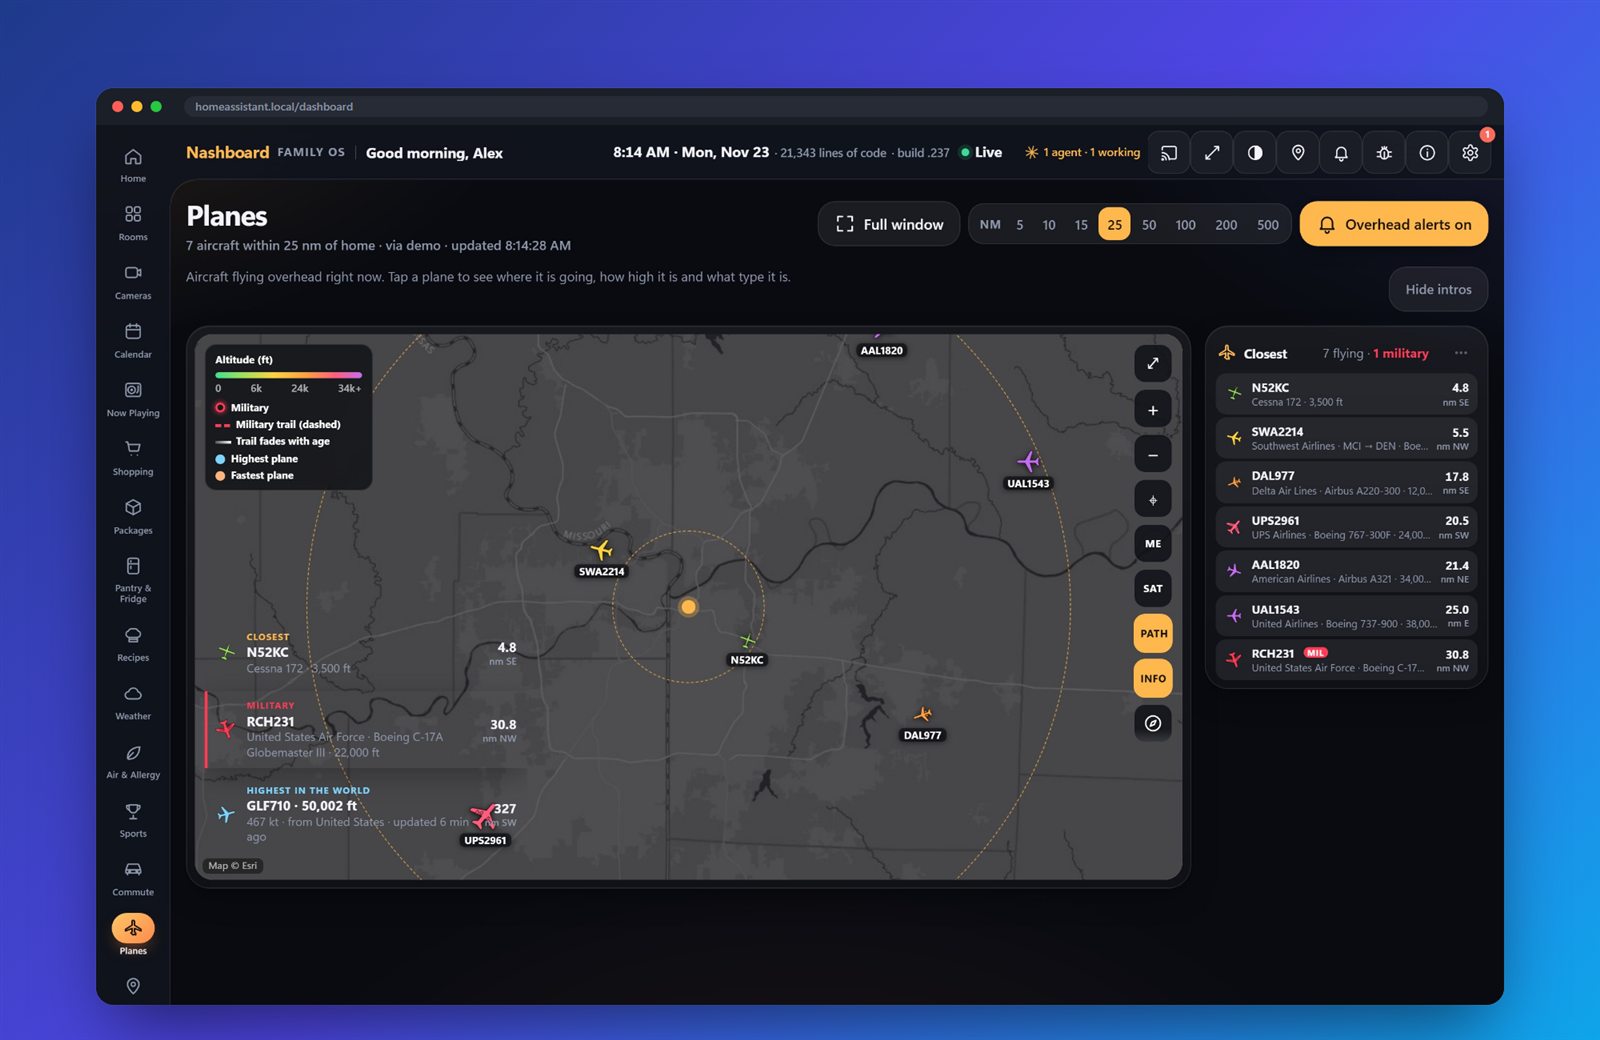 homeassistant.local/dashboard
Nashboard FAMILY OS Good morning, Alex
8:14 AM · Mon, Nov 23 · 21,343 lines of code · build .237 Live
1 agent · 1 working
1
Home
Rooms
Cameras
Calendar
Now Playing
Shopping
Packages
Pantry &
Fridge
Recipes
Weather
Air & Allergy
Sports
Commute
Planes
Planes
7 aircraft within 25 nm of home · via demo · updated 8:14:28 AM
Aircraft flying overhead right now. Tap a plane to see where it is going, how high it is and what type it is.
Full window
NM 5 10 15 25 50 100 200 500
Overhead alerts on
Hide intros
Altitude (ft)
0 6k 24k 34k+
Military
Military trail (dashed)
Trail fades with age
Highest plane
Fastest plane
AAL1820
UAL1543
MISSOURI
SWA2214
N52KC
DAL977
UPS2961
CLOSEST
N52KC
Cessna 172 · 3,500 ft
4.8
nm SE
MILITARY
RCH231
United States Air Force · Boeing C-17A
Globemaster III · 22,000 ft
30.8
nm NW
HIGHEST IN THE WORLD
GLF710 · 50,002 ft
467 kt · from United States · updated 6 min
ago
327
nm SW
Map © Esri
+
−
ME
SAT
PATH
INFO
Closest 7 flying · 1 military ···
N52KC 4.8
Cessna 172 · 3,500 ft nm SE
SWA2214 5.5
Southwest Airlines · MCI → DEN · Boe... nm NW
DAL977 17.8
Delta Air Lines · Airbus A220-300 · 12,0... nm SE
UPS2961 20.5
UPS Airlines · Boeing 767-300F · 24,00... nm SW
AAL1820 21.4
American Airlines · Airbus A321 · 34,00... nm NE
UAL1543 25.0
United Airlines · Boeing 737-900 · 38,00... nm E
RCH231 MIL 30.8
United States Air Force · Boeing C-17... nm NW